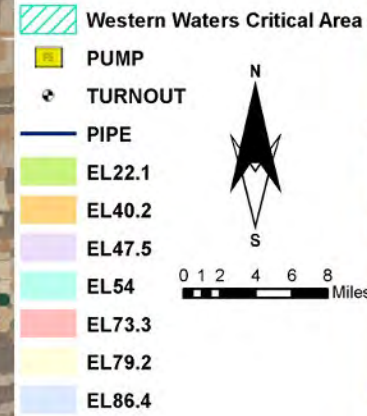 Western Waters Critical Area
PS
PUMP
TURNOUT
PIPE
EL22.1
EL40.2
EL47.5
EL54
EL73.3
EL79.2
EL86.4
N
S
0 1 2 4 6 8
Miles